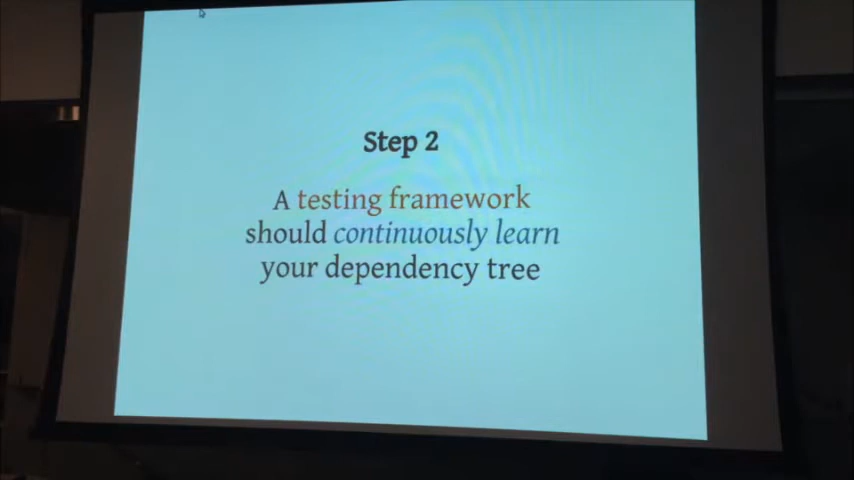 Step 2
A testing framework
should continuously learn
your dependency tree